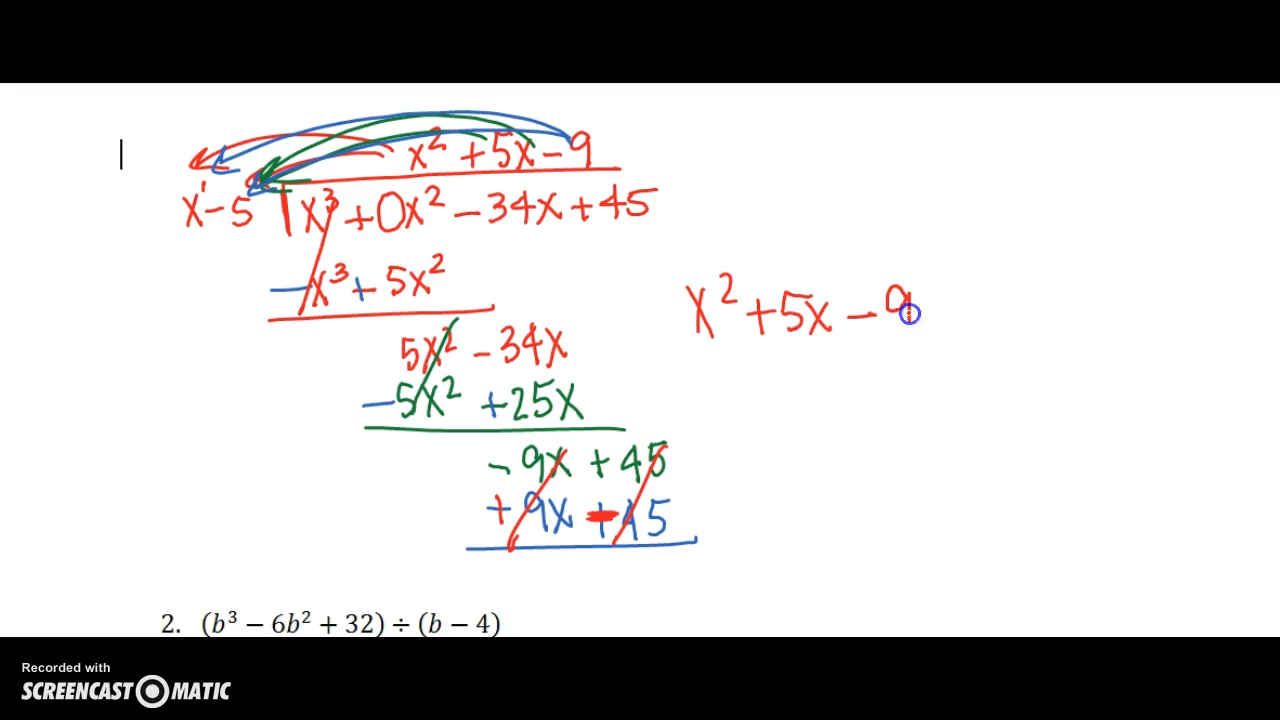 x² + 5x - 9
x - 5 x³ + 0x² - 34x + 45
- x³ + 5x²
x² + 5x - 9
5x² - 34x
- 5x² + 25x
- 9x + 45
+ 9x - 45
2. (b³ − 6b² + 32) ÷ (b − 4)
Recorded with
SCREENCAST MATIC